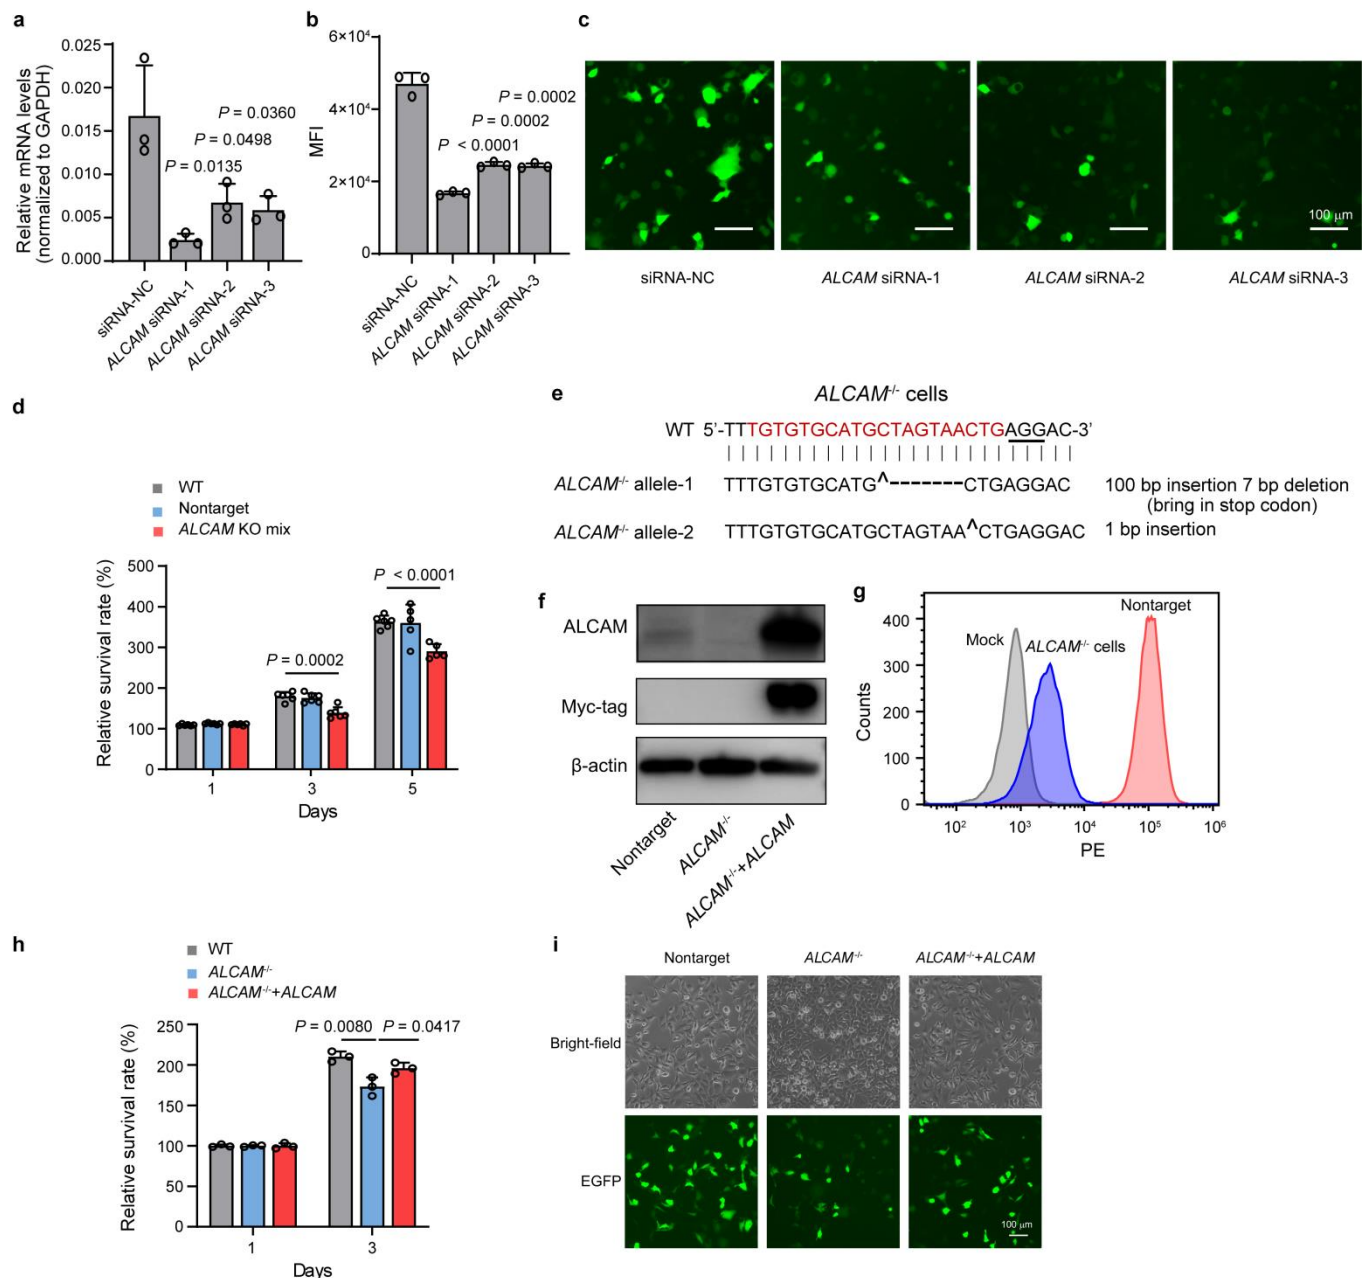 a
Relative mRNA levels
(normalized to GAPDH)
0.025
0.020
0.015
0.010
0.005
0.000
P = 0.0360
P = 0.0498
P = 0.0135
siRNA-NC
ALCAM siRNA-1
ALCAM siRNA-2
ALCAM siRNA-3
b
MFI
6×10⁴
4×10⁴
2×10⁴
0
P = 0.0002
P = 0.0002
P < 0.0001
siRNA-NC
ALCAM siRNA-1
ALCAM siRNA-2
ALCAM siRNA-3
c
100 μm
siRNA-NC
ALCAM siRNA-1
ALCAM siRNA-2
ALCAM siRNA-3
d
WT
Nontarget
ALCAM KO mix
Relative survival rate (%)
500
400
300
200
100
0
P = 0.0002
P < 0.0001
1
3
5
Days
e
ALCAM⁻/⁻ cells
WT 5’-TTTGTGTGCATGCTAGTAACTGAGGAC-3’
ALCAM⁻/⁻ allele-1 TTTGTGTGCATG^-------CTGAGGAC 100 bp insertion 7 bp deletion
(bring in stop codon)
ALCAM⁻/⁻ allele-2 TTTGTGTGCATGCTAGTAA^CTGAGGAC 1 bp insertion
f
ALCAM
Myc-tag
β-actin
Nontarget
ALCAM⁻/⁻
ALCAM⁻/⁻+ALCAM
g
Counts
400
300
200
100
0
Mock
ALCAM⁻/⁻ cells
Nontarget
10²
10³
10⁴
10⁵
10⁶
PE
h
WT
ALCAM⁻/⁻
ALCAM⁻/⁻+ALCAM
Relative survival rate (%)
250
200
150
100
50
0
P = 0.0080
P = 0.0417
1
3
Days
i
Nontarget
ALCAM⁻/⁻
ALCAM⁻/⁻+ALCAM
Bright-field
EGFP
100 μm